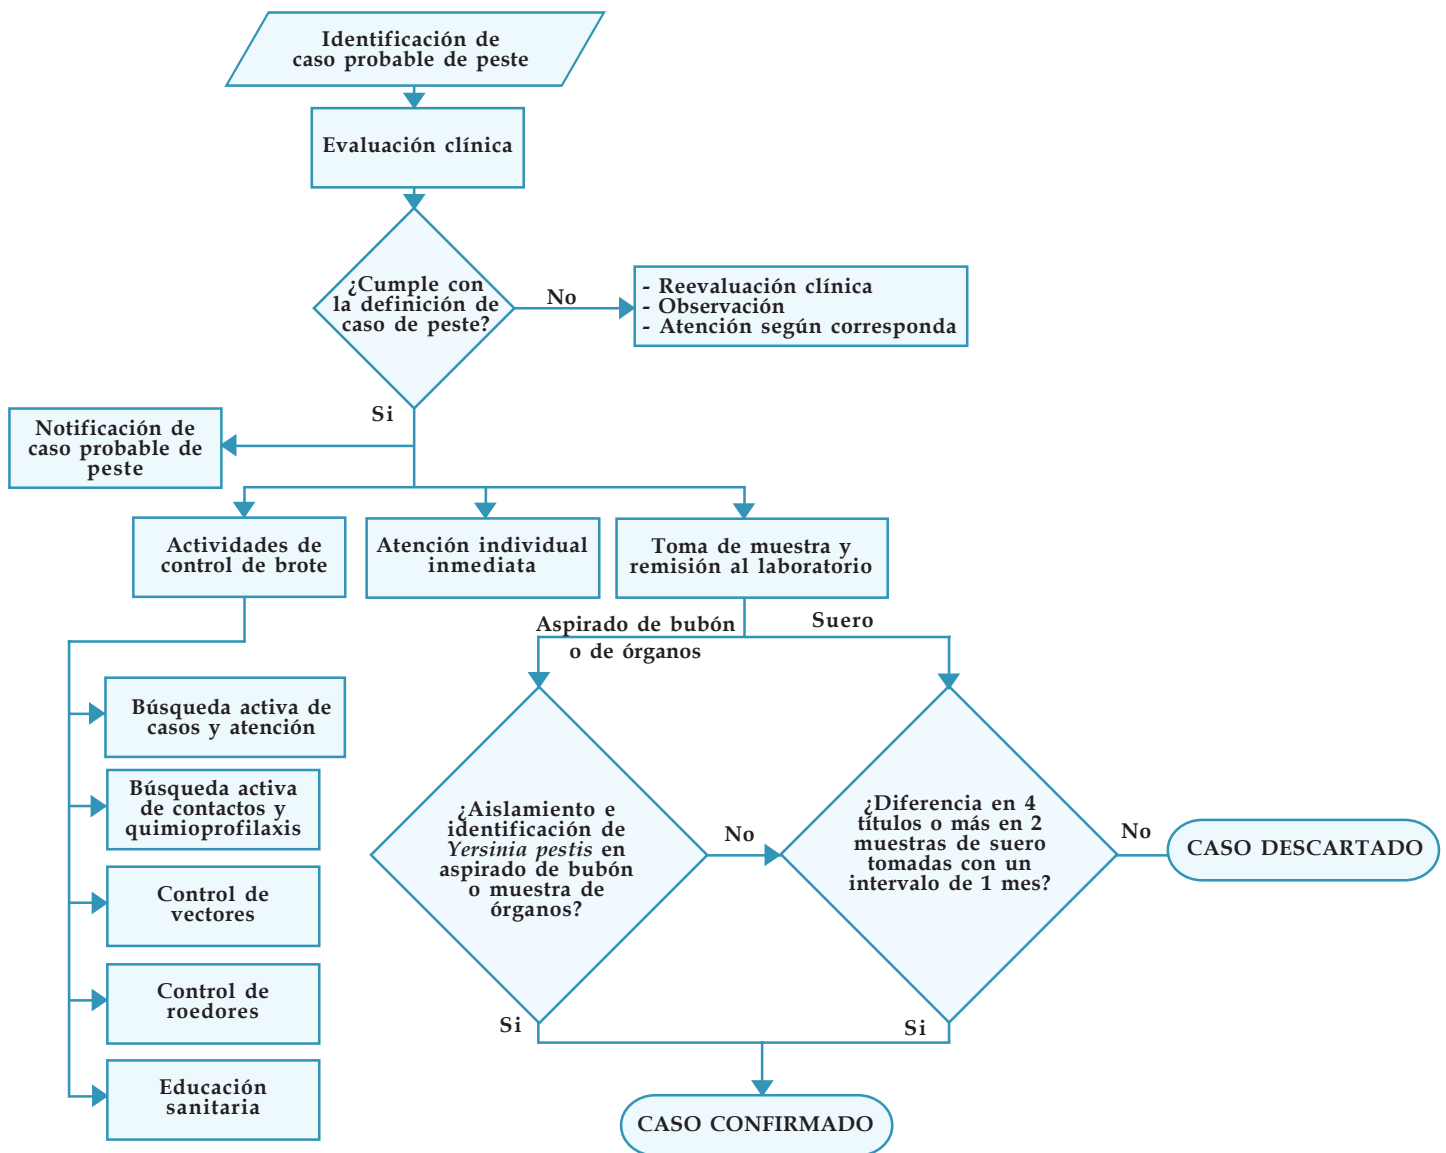 Identificación de
caso probable de peste
Evaluación clínica
¿Cumple con
la definición de
caso de peste?
No
- Reevaluación clínica
- Observación
- Atención según corresponda
Si
Notificación de
caso probable de
peste
Actividades de
control de brote
Atención individual
inmediata
Toma de muestra y
remisión al laboratorio
Aspirado de bubón
o de órganos
Suero
Búsqueda activa de
casos y atención
Búsqueda activa
de contactos y
quimioprofilaxis
Control de
vectores
Control de
roedores
Educación
sanitaria
¿Aislamiento e
identificación de
Yersinia pestis en
aspirado de bubón
o muestra de
órganos?
No
¿Diferencia en 4
títulos o más en 2
muestras de suero
tomadas con un
intervalo de 1 mes?
No
CASO DESCARTADO
Si
Si
CASO CONFIRMADO